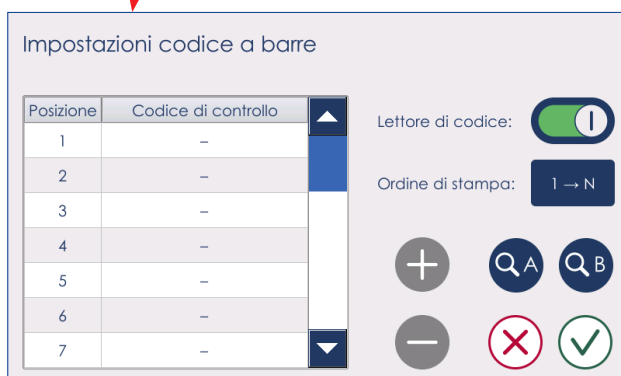 Impostazioni codice a barre
Posizione Codice di controllo
1 –
2 –
3 –
4 –
5 –
6 –
7 –
Lettore di codice: I
Ordine di stampa: 1 → N
+ A B
–